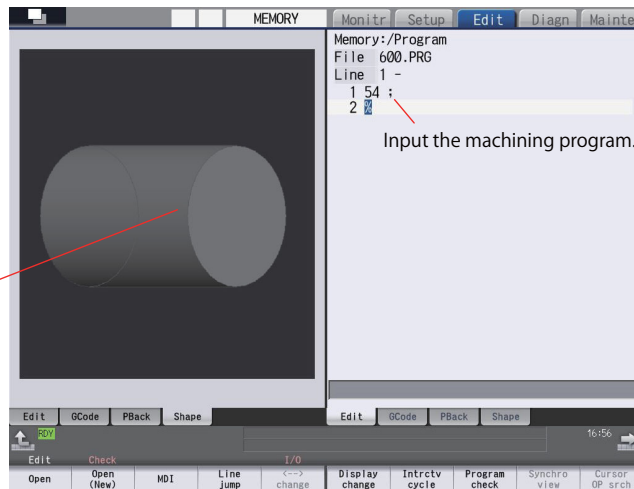 MEMORY
Monitr Setup Edit Diagn Mainte
Memory:/Program
File 600.PRG
Line 1 -
1 54 ;
2 %
Input the machining program.
Edit GCode PBack Shape
Edit GCode PBack Shape
RDY
16:56
Edit Check I/O
Open Open (New) MDI Line jump <--> change Display change Intrctv cycle Program check Synchro view Cursor OP srch